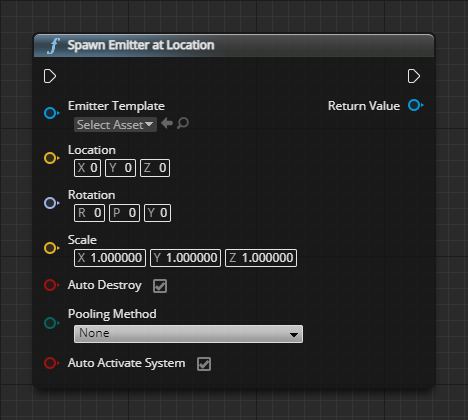 f Spawn Emitter at Location
Emitter Template Return Value
Select Asset
Location
X 0 Y 0 Z 0
Rotation
R 0 P 0 Y 0
Scale
X 1.000000 Y 1.000000 Z 1.000000
Auto Destroy
Pooling Method
None
Auto Activate System